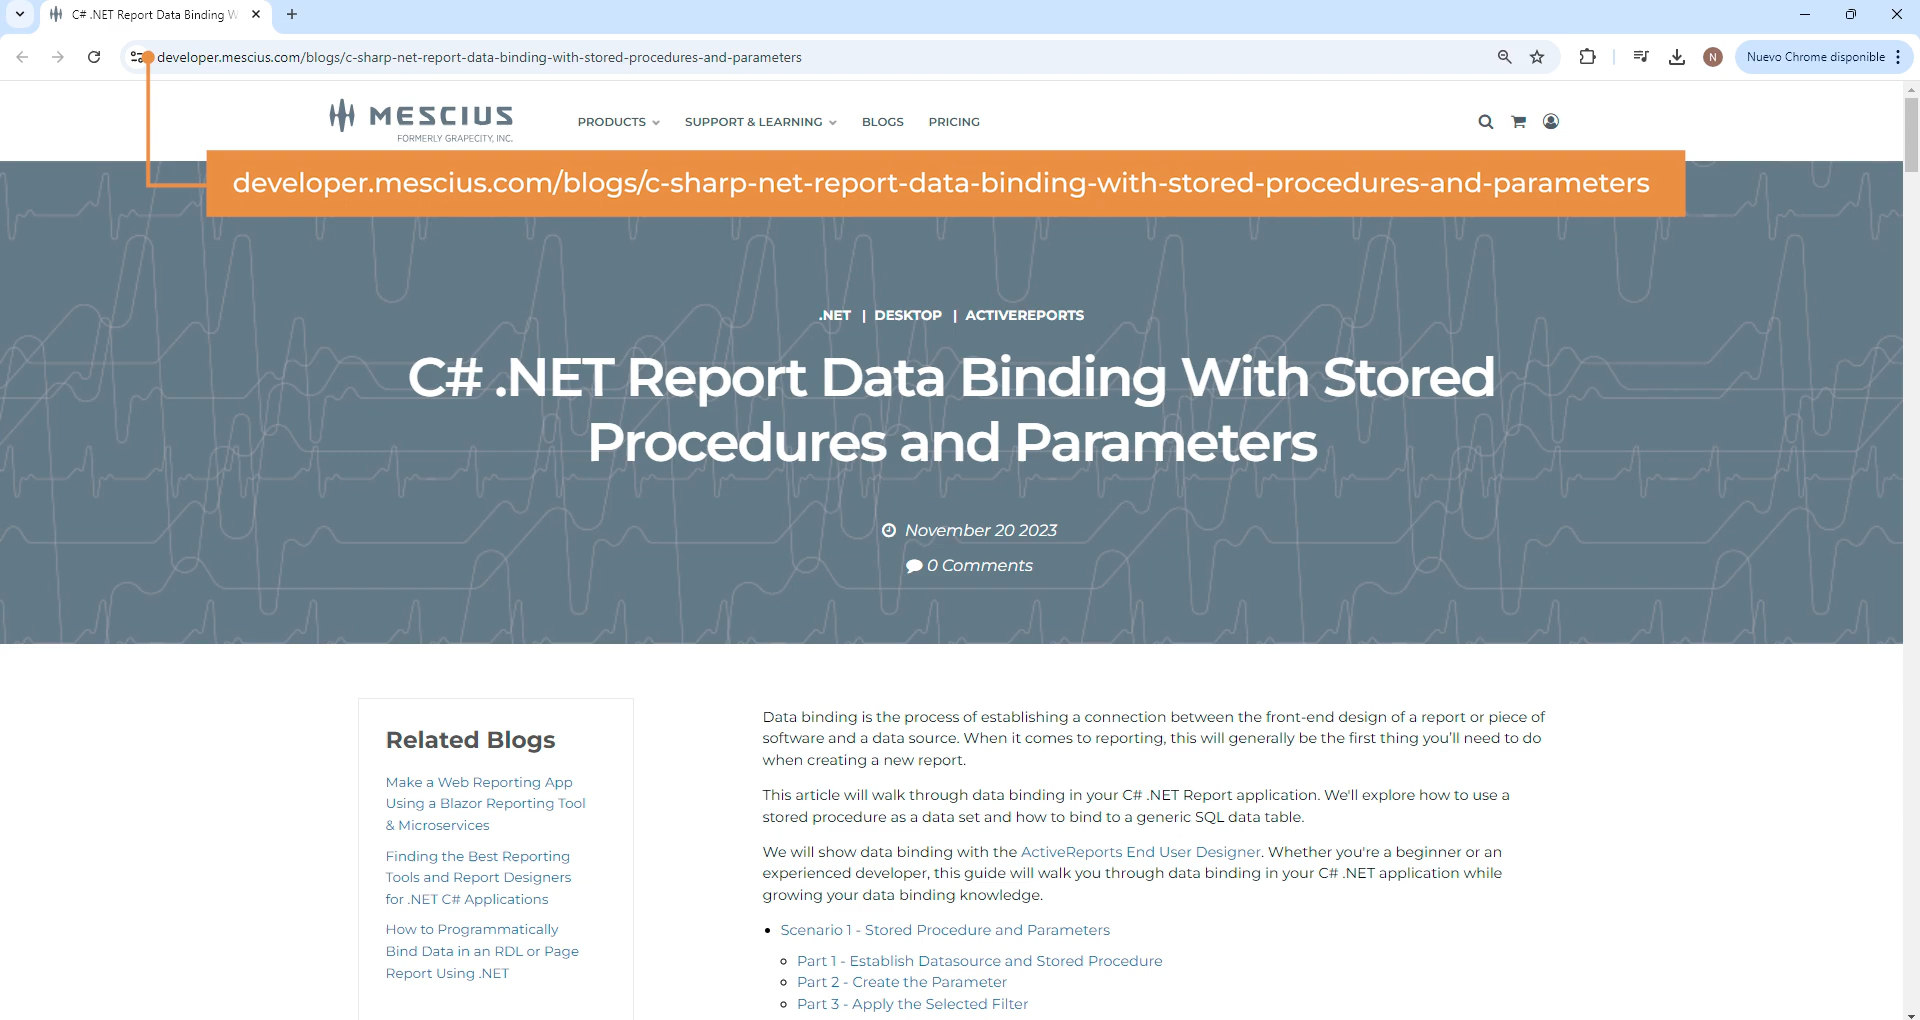 C# .NET Report Data Binding W
developer.mescius.com/blogs/c-sharp-net-report-data-binding-with-stored-procedures-and-parameters
N
Nuevo Chrome disponible
MESCIUS
FORMERLY GRAPECITY, INC.
PRODUCTS
SUPPORT & LEARNING
BLOGS
PRICING
developer.mescius.com/blogs/c-sharp-net-report-data-binding-with-stored-procedures-and-parameters
.NET | DESKTOP | ACTIVEREPORTS
C# .NET Report Data Binding With Stored
Procedures and Parameters
November 20 2023
0 Comments
Related Blogs
Make a Web Reporting App
Using a Blazor Reporting Tool
& Microservices
Finding the Best Reporting
Tools and Report Designers
for .NET C# Applications
How to Programmatically
Bind Data in an RDL or Page
Report Using .NET
Data binding is the process of establishing a connection between the front-end design of a report or piece of
software and a data source. When it comes to reporting, this will generally be the first thing you'll need to do
when creating a new report.
This article will walk through data binding in your C# .NET Report application. We'll explore how to use a
stored procedure as a data set and how to bind to a generic SQL data table.
We will show data binding with the ActiveReports End User Designer. Whether you're a beginner or an
experienced developer, this guide will walk you through data binding in your C# .NET application while
growing your data binding knowledge.
Scenario 1 - Stored Procedure and Parameters
Part 1 - Establish Datasource and Stored Procedure
Part 2 - Create the Parameter
Part 3 - Apply the Selected Filter